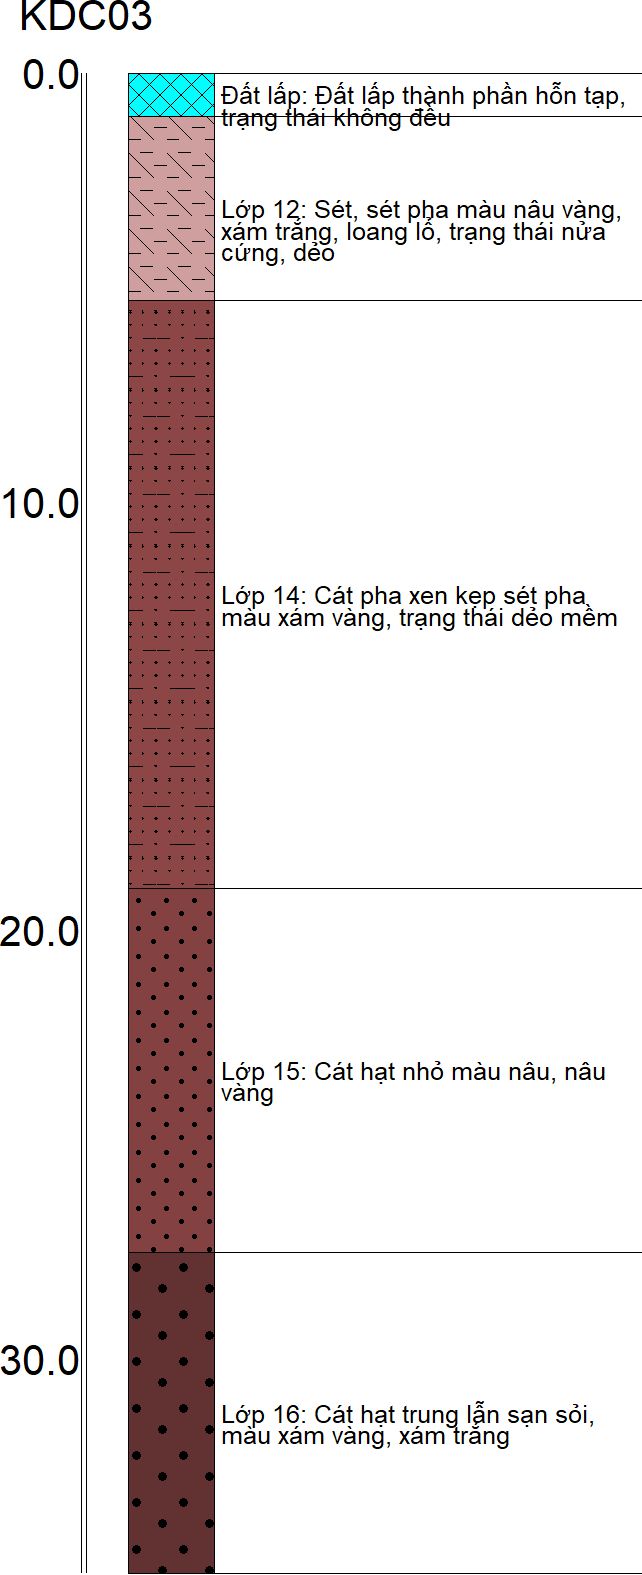 KDC03
0.0
Đất lấp: Đất lấp thành phần hỗn tạp,
trạng thái không đều
Lớp 12: Sét, sét pha màu nâu vàng,
xám trắng, loang lổ, trạng thái nửa
cứng, dẻo
10.0
Lớp 14: Cát pha xen kẹp sét pha
màu xám vàng, trạng thái dẻo mềm
20.0
Lớp 15: Cát hạt nhỏ màu nâu, nâu
vàng
30.0
Lớp 16: Cát hạt trung lẫn sạn sỏi,
màu xám vàng, xám trắng